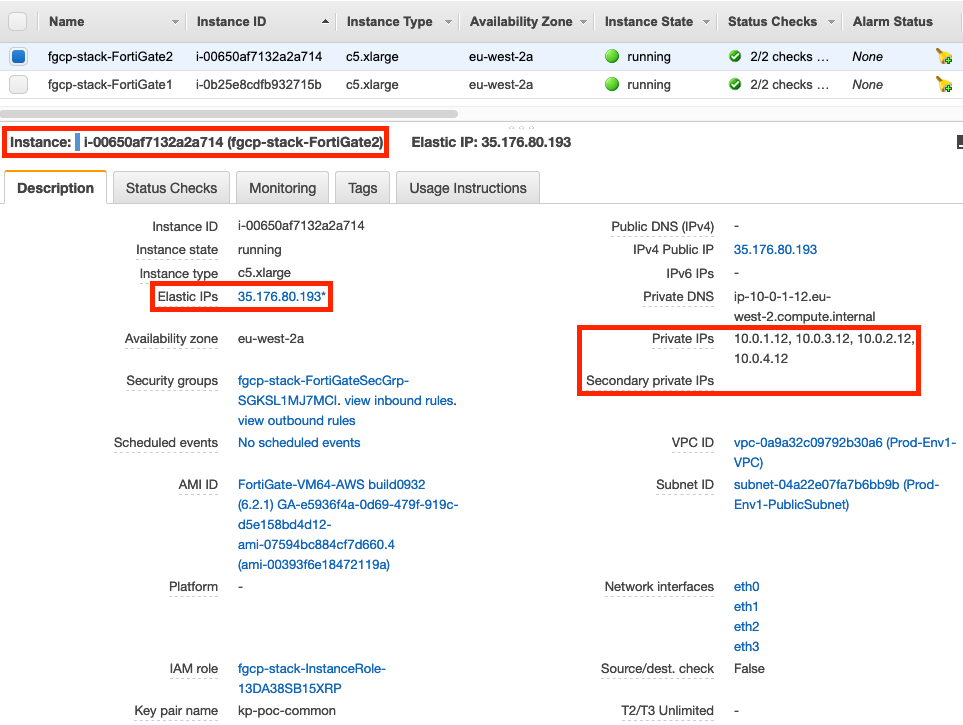 Name Instance ID Instance Type Availability Zone Instance State Status Checks Alarm Status
fgcp-stack-FortiGate2 i-00650af7132a2a714 c5.xlarge eu-west-2a running 2/2 checks ... None
fgcp-stack-FortiGate1 i-0b25e8cdfb932715b c5.xlarge eu-west-2a running 2/2 checks ... None
Instance: i-00650af7132a2a714 (fgcp-stack-FortiGate2) Elastic IP: 35.176.80.193
Description Status Checks Monitoring Tags Usage Instructions
Instance ID i-00650af7132a2a714 Public DNS (IPv4) -
Instance state running IPv4 Public IP 35.176.80.193
Instance type c5.xlarge IPv6 IPs -
Elastic IPs 35.176.80.193* Private DNS ip-10-0-1-12.eu-
west-2.compute.internal
Availability zone eu-west-2a Private IPs 10.0.1.12, 10.0.3.12, 10.0.2.12,
10.0.4.12
Security groups fgcp-stack-FortiGateSecGrp- Secondary private IPs
SGKSL1MJ7MCI. view inbound rules.
view outbound rules
Scheduled events No scheduled events VPC ID vpc-0a9a32c09792b30a6 (Prod-Env1-
VPC)
AMI ID FortiGate-VM64-AWS build0932 Subnet ID subnet-04a22e07fa7b6bb9b (Prod-
(6.2.1) GA-e5936f4a-0d69-479f-919c- Env1-PublicSubnet)
d5e158bd4d12-
ami-07594bc884cf7d660.4
(ami-00393f6e18472119a)
Platform - Network interfaces eth0
eth1
eth2
eth3
IAM role fgcp-stack-InstanceRole- Source/dest. check False
13DA38SB15XRP
Key pair name kp-poc-common T2/T3 Unlimited -